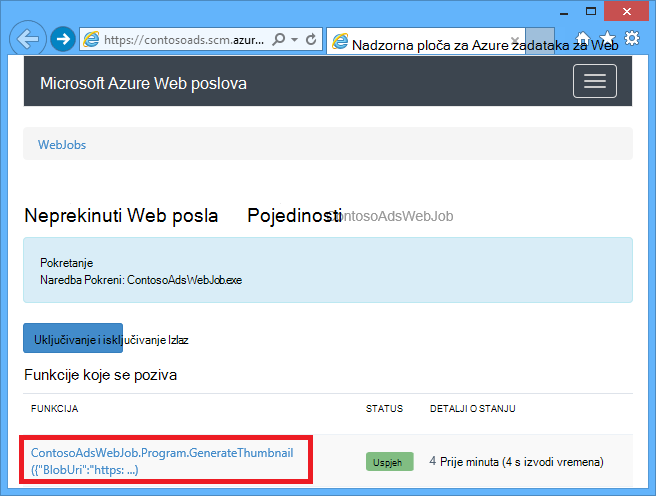 https://contosoads.scm.azur...
Nadzorna ploča za Azure zadataka za Web
Microsoft Azure Web poslova
WebJobs
Neprekinuti Web posla Pojedinosti ContosoAdsWebJob
Pokretanje
Naredba Pokreni: ContosoAdsWebJob.exe
Uključivanje i isključivanje Izlaz
Funkcije koje se poziva
FUNKCIJA STATUS DETALJI O STANJU
ContosoAdsWebJob.Program.GenerateThumbnail
({"BlobUri":"https: ...)
Uspjeh 4 Prije minuta (4 s izvodi vremena)